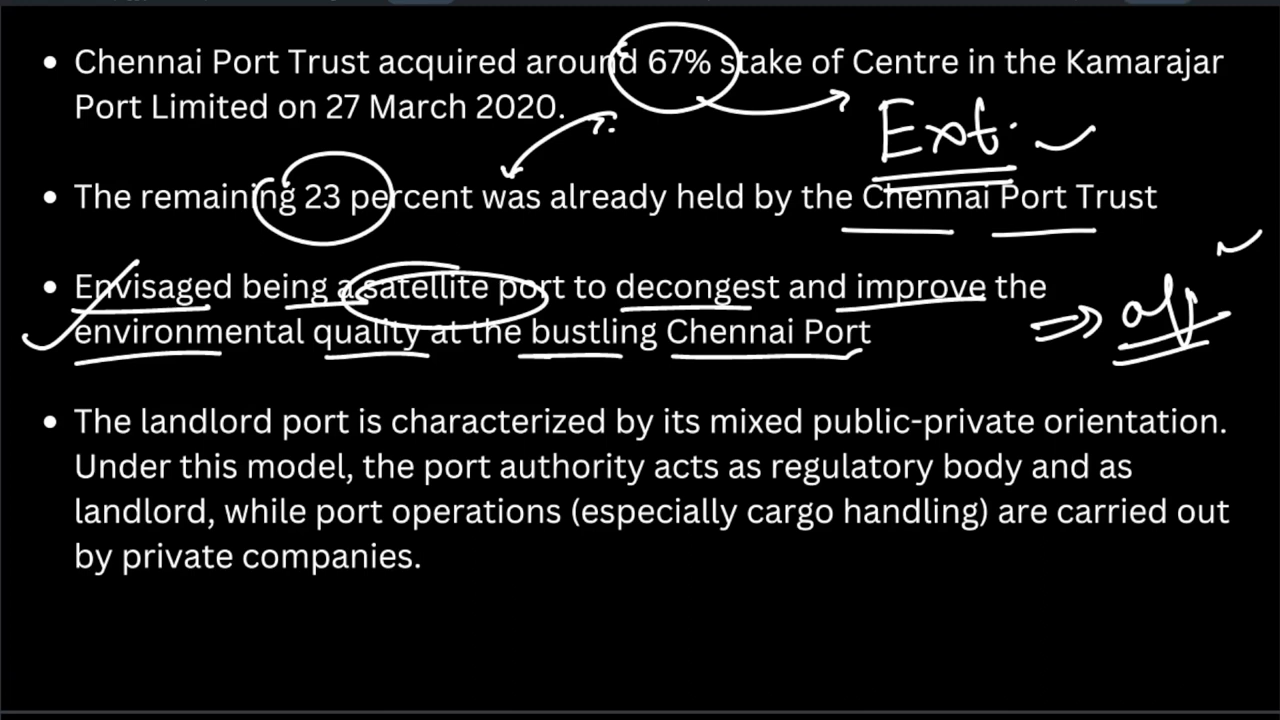 • Chennai Port Trust acquired around 67% stake of Centre in the Kamarajar
Port Limited on 27 March 2020.
Ext.
• The remaining 23 percent was already held by the Chennai Port Trust
• Envisaged being a satellite port to decongest and improve the
environmental quality at the bustling Chennai Port
• The landlord port is characterized by its mixed public-private orientation.
Under this model, the port authority acts as regulatory body and as
landlord, while port operations (especially cargo handling) are carried out
by private companies.